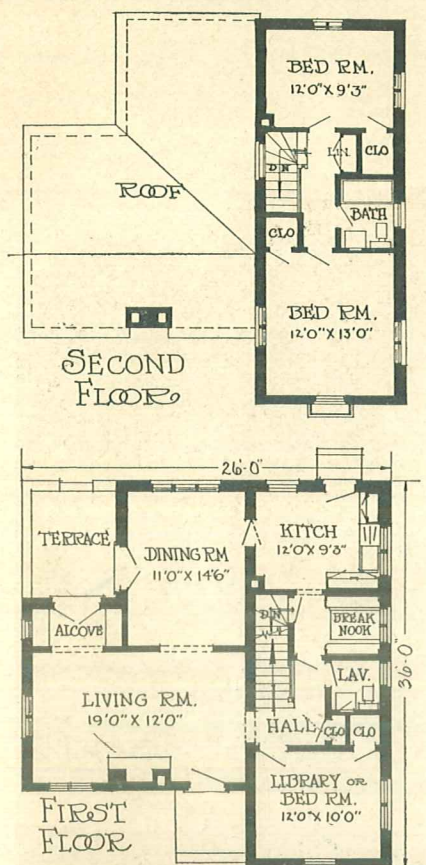 BED RM.
12'0" X 9'3"
DN
LIN.
CLO
ROOF
BATH
CLO
BED RM.
12'0" X 13'0"
SECOND
FLOOR
26'-0"
TERRACE
DINING RM
11'0" X 14'6"
KITCH
12'0" X 9'3"
ALCOVE
DN
UP
BREAK
NOOK
36'-0"
LIVING RM.
19'0" X 12'0"
LAV.
HALL
CLO
CLO
LIBRARY OR
BED RM.
12'0" X 10'0"
FIRST
FLOOR